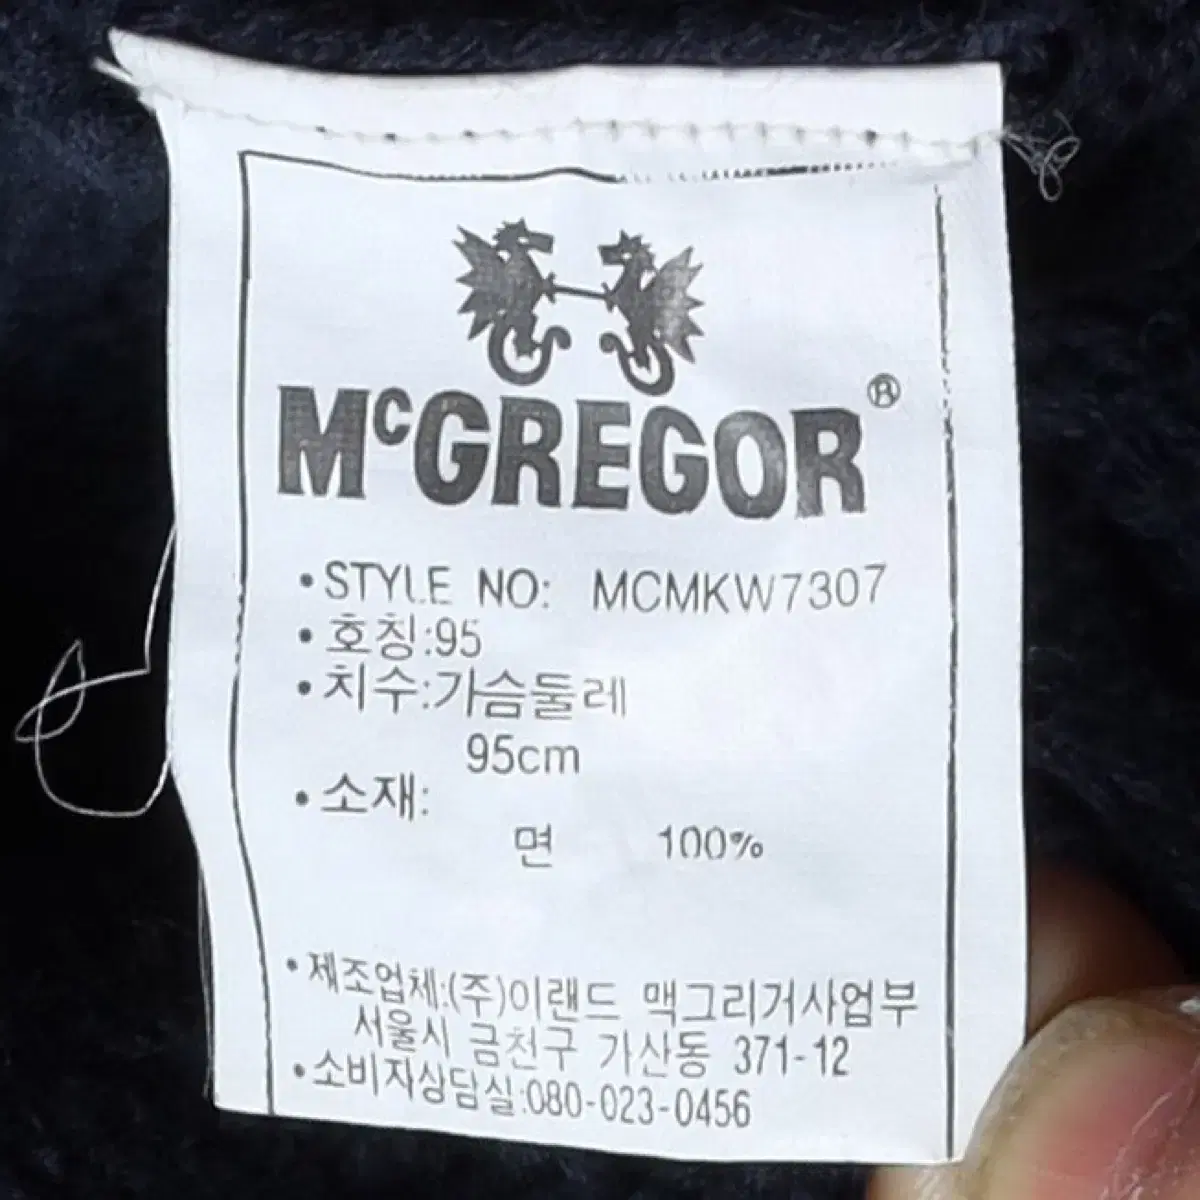 McGREGOR®
•STYLE NO: MCMKW7307
•호칭:95
•치수:가슴둘레
95cm
•소재:
면 100%
•제조업체:(주)이랜드 맥그리거사업부
서울시 금천구 가산동 371-12
•소비자상담실:080-023-0456